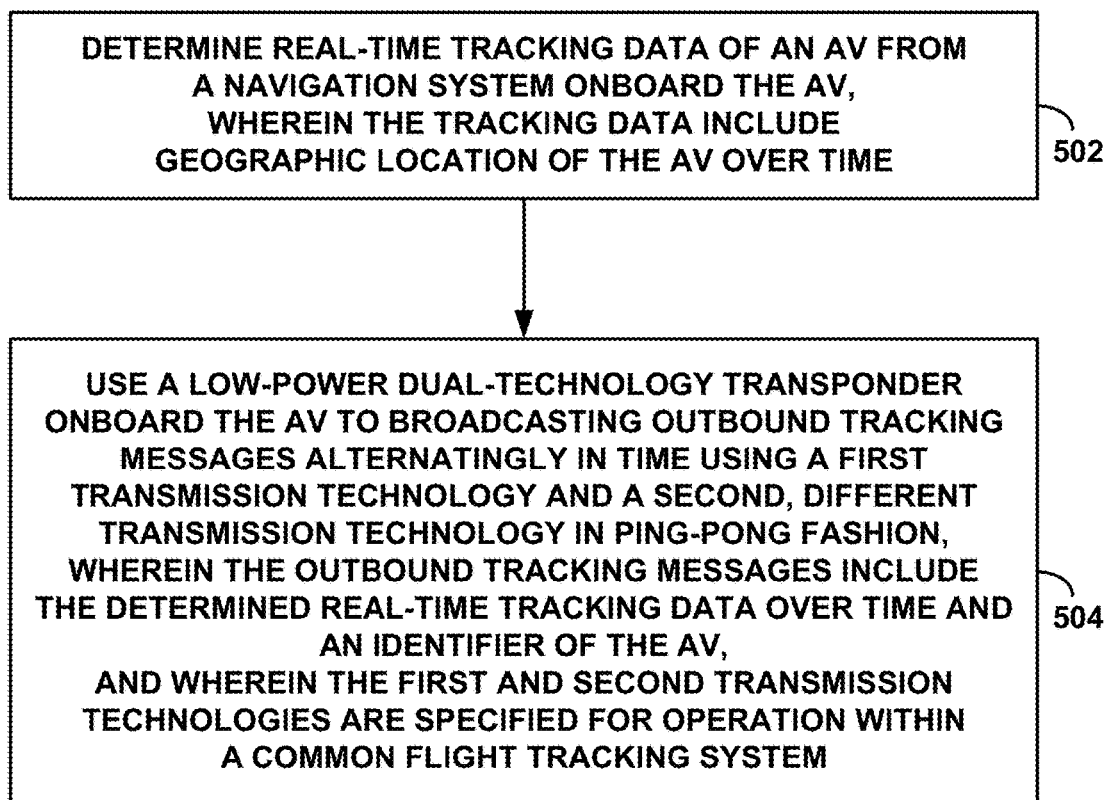 DETERMINE REAL-TIME TRACKING DATA OF AN AV FROM
A NAVIGATION SYSTEM ONBOARD THE AV,
WHEREIN THE TRACKING DATA INCLUDE
GEOGRAPHIC LOCATION OF THE AV OVER TIME
502
USE A LOW-POWER DUAL-TECHNOLOGY TRANSPONDER
ONBOARD THE AV TO BROADCASTING OUTBOUND TRACKING
MESSAGES ALTERNATINGLY IN TIME USING A FIRST
TRANSMISSION TECHNOLOGY AND A SECOND, DIFFERENT
TRANSMISSION TECHNOLOGY IN PING-PONG FASHION,
WHEREIN THE OUTBOUND TRACKING MESSAGES INCLUDE
THE DETERMINED REAL-TIME TRACKING DATA OVER TIME AND
AN IDENTIFIER OF THE AV,
AND WHEREIN THE FIRST AND SECOND TRANSMISSION
TECHNOLOGIES ARE SPECIFIED FOR OPERATION WITHIN
A COMMON FLIGHT TRACKING SYSTEM
504